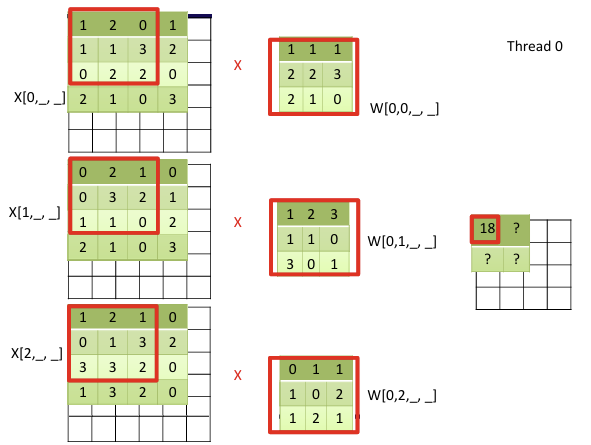 Thread 0
1 2 0 1
1 1 3 2
0 2 2 0
2 1 0 3
X[0,_, _]
X
1 1 1
2 2 3
2 1 0
W[0,0,_, _]
0 2 1 0
0 3 2 1
1 1 0 2
2 1 0 3
X[1,_, _]
X
1 2 3
1 1 0
3 0 1
W[0,1,_, _]
18 ?
? ?
1 2 1 0
0 1 3 2
3 3 2 0
1 3 2 0
X[2,_, _]
X
0 1 1
1 0 2
1 2 1
W[0,2,_, _]